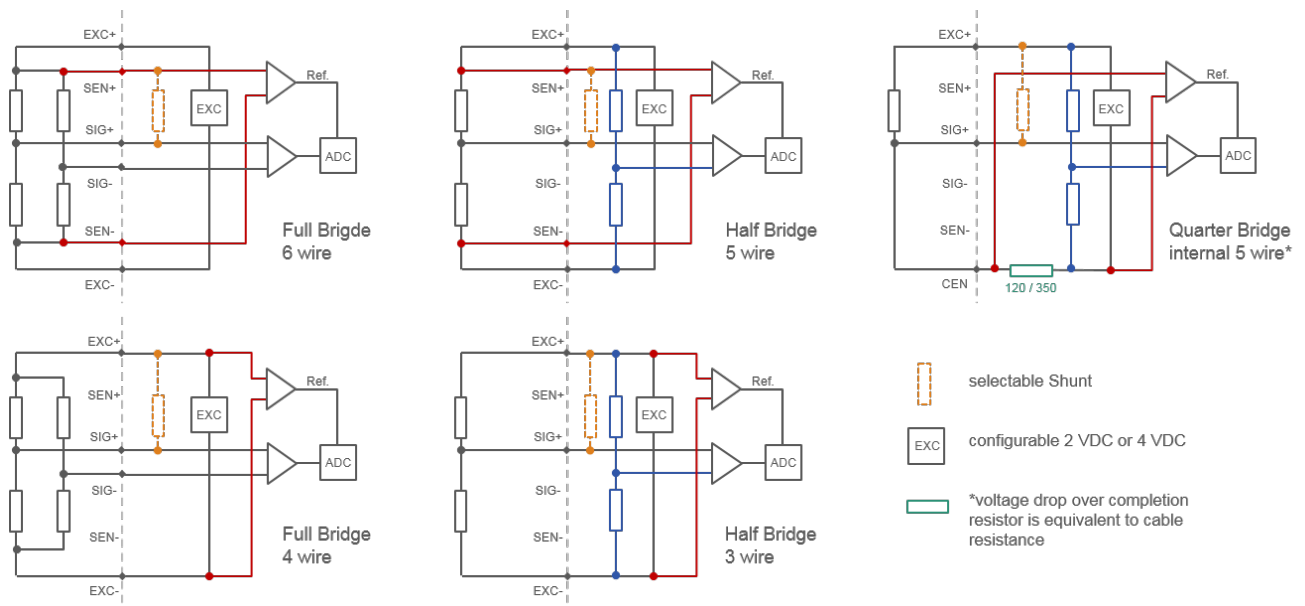 EXC+
SEN+
SIG+
SIG-
SEN-
EXC-
EXC
Ref.
ADC
Full Brigde
6 wire
EXC+
SEN+
SIG+
SIG-
SEN-
EXC-
EXC
Ref.
ADC
Half Bridge
5 wire
EXC+
SEN+
SIG+
SIG-
SEN-
CEN
EXC
Ref.
ADC
120 / 350
Quarter Bridge
internal 5 wire*
EXC+
SEN+
SIG+
SIG-
SEN-
EXC-
EXC
Ref.
ADC
Full Bridge
4 wire
EXC+
SEN+
SIG+
SIG-
SEN-
EXC-
EXC
Ref.
ADC
Half Bridge
3 wire
selectable Shunt
EXC
configurable 2 VDC or 4 VDC
*voltage drop over completion
resistor is equivalent to cable
resistance